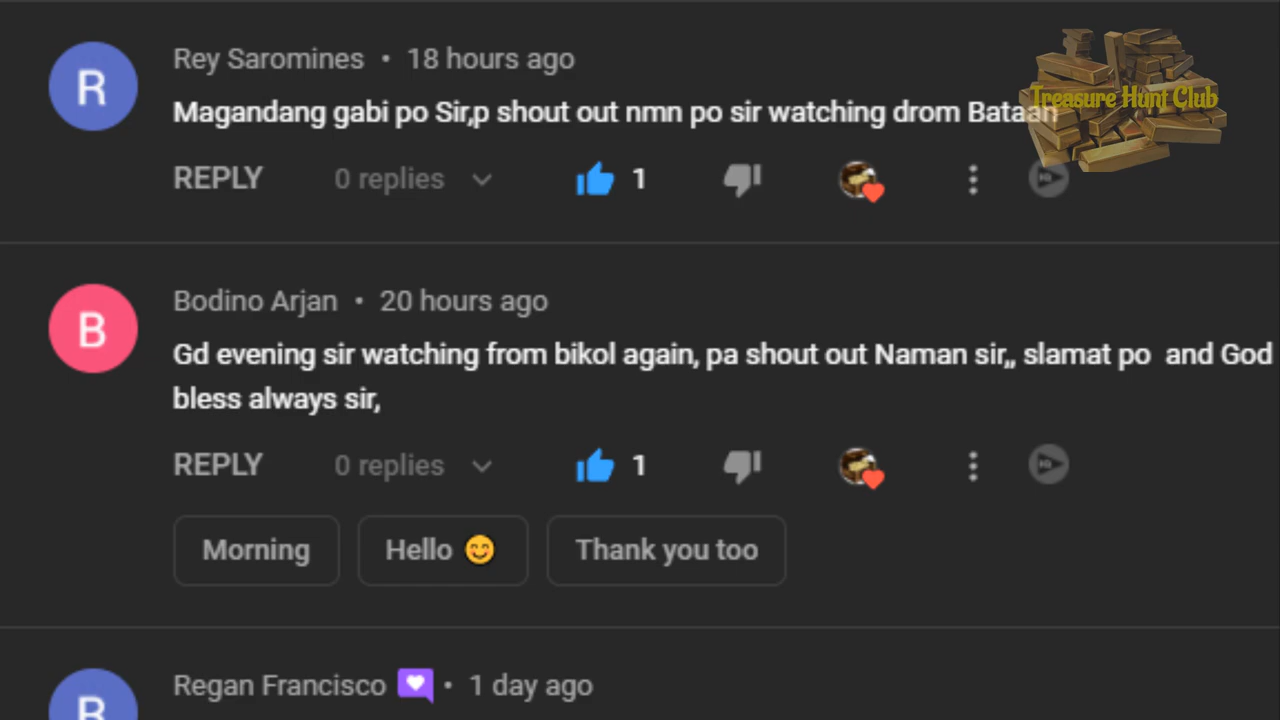 Rey Saromines • 18 hours ago
Treasure Hunt Club
Magandang gabi po Sir,p shout out nmn po sir watching drom Bataan
REPLY 0 replies 1
Bodino Arjan • 20 hours ago
Gd evening sir watching from bikol again, pa shout out Naman sir,, slamat po and God
bless always sir,
REPLY 0 replies 1
Morning Hello 😊 Thank you too
Regan Francisco • 1 day ago
R
B
R